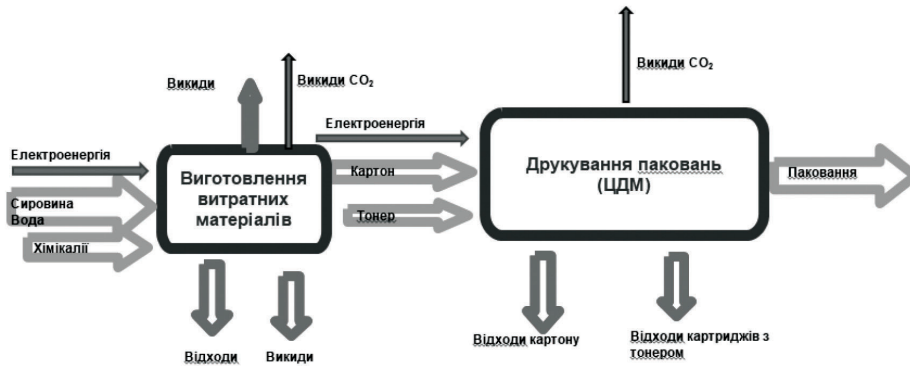 Викиди
Викиди CO₂
Викиди CO₂
Електроенергія
Електроенергія
Виготовлення
витратних
матеріалів
Друкування паковань
(ЦДМ)
Картон
Паковання
Сировина
Вода
Тонер
Хімікалії
Відходи
Викиди
Відходи картону
Відходи картриджів з
тонером